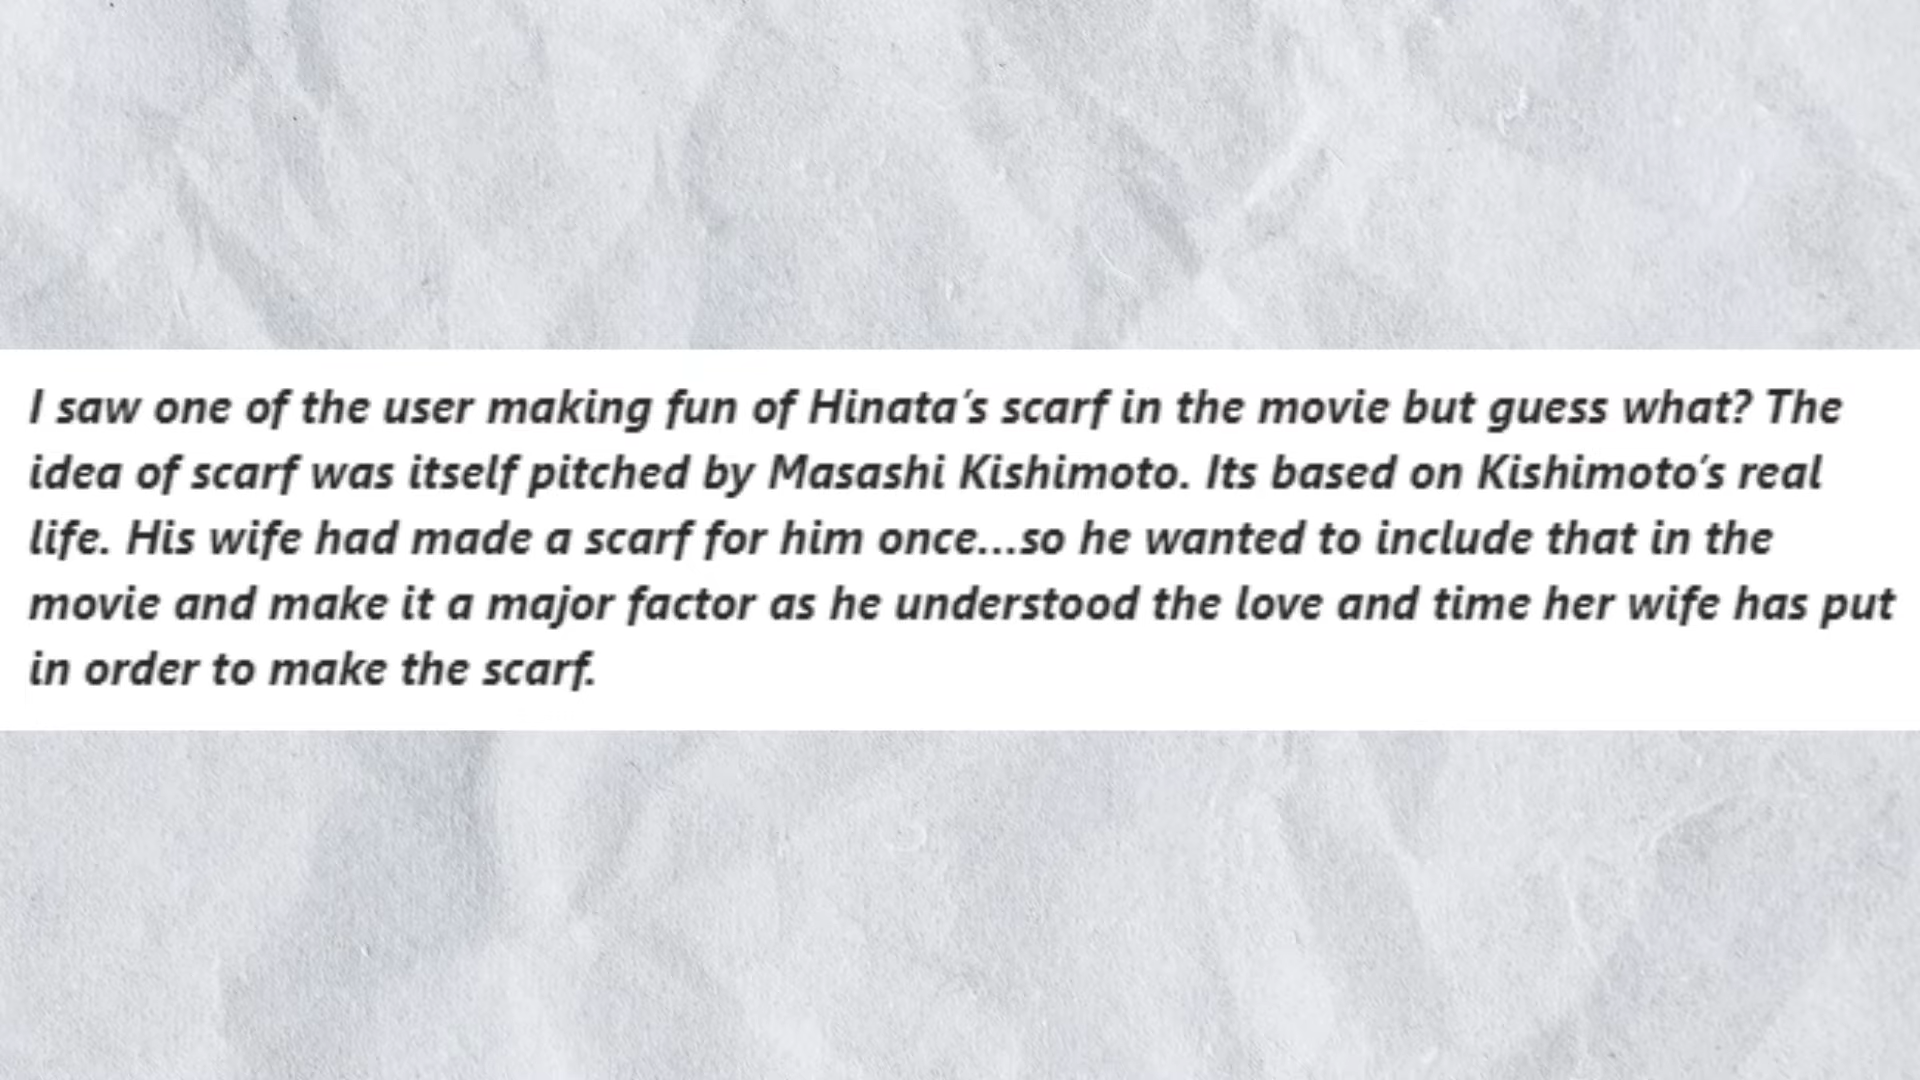 I saw one of the user making fun of Hinata's scarf in the movie but guess what? The
idea of scarf was itself pitched by Masashi Kishimoto. Its based on Kishimoto's real
life. His wife had made a scarf for him once...so he wanted to include that in the
movie and make it a major factor as he understood the love and time her wife has put
in order to make the scarf.